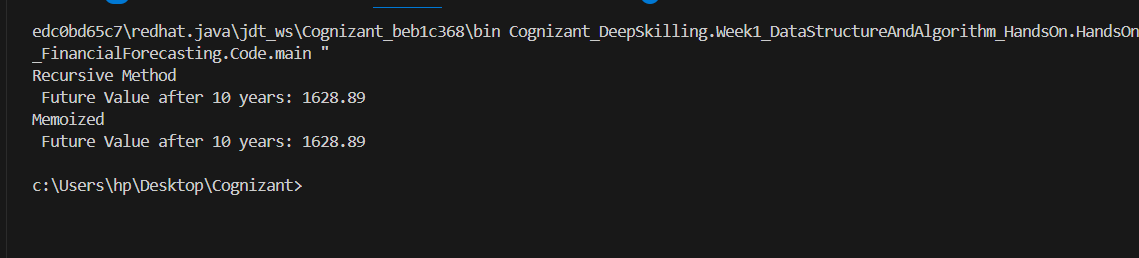 edc0bd65c7\redhat.java\jdt_ws\Cognizant_beb1c368\bin Cognizant_DeepSkilling.Week1_DataStructureAndAlgorithm_HandsOn.HandsOn
_FinancialForecasting.Code.main "
Recursive Method
 Future Value after 10 years: 1628.89
Memoized
 Future Value after 10 years: 1628.89
c:\Users\hp\Desktop\Cognizant>